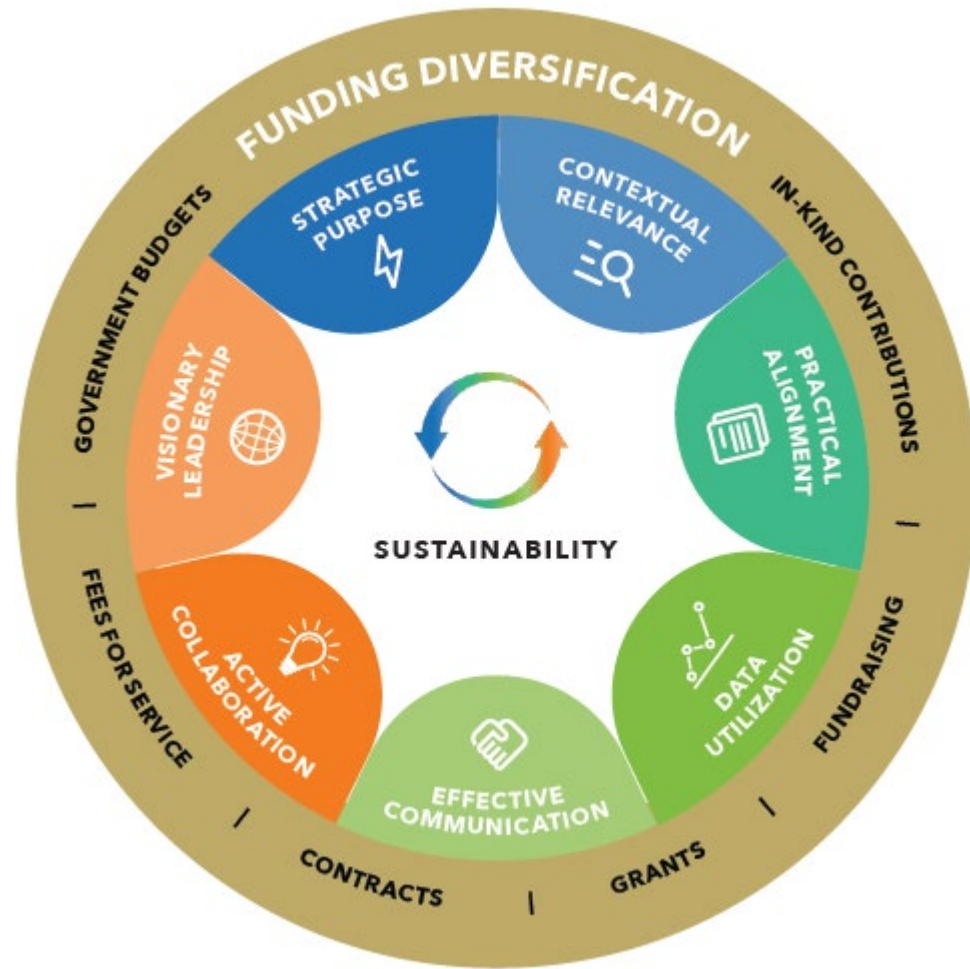 FUNDING DIVERSIFICATION
IN-KIND CONTRIBUTIONS
|
FUNDRAISING
|
GRANTS
|
CONTRACTS
|
FEES FOR SERVICE
|
GOVERNMENT BUDGETS
STRATEGIC
PURPOSE
CONTEXTUAL
RELEVANCE
PRACTICAL
ALIGNMENT
DATA
UTILIZATION
EFFECTIVE
COMMUNICATION
ACTIVE
COLLABORATION
VISIONARY
LEADERSHIP
SUSTAINABILITY